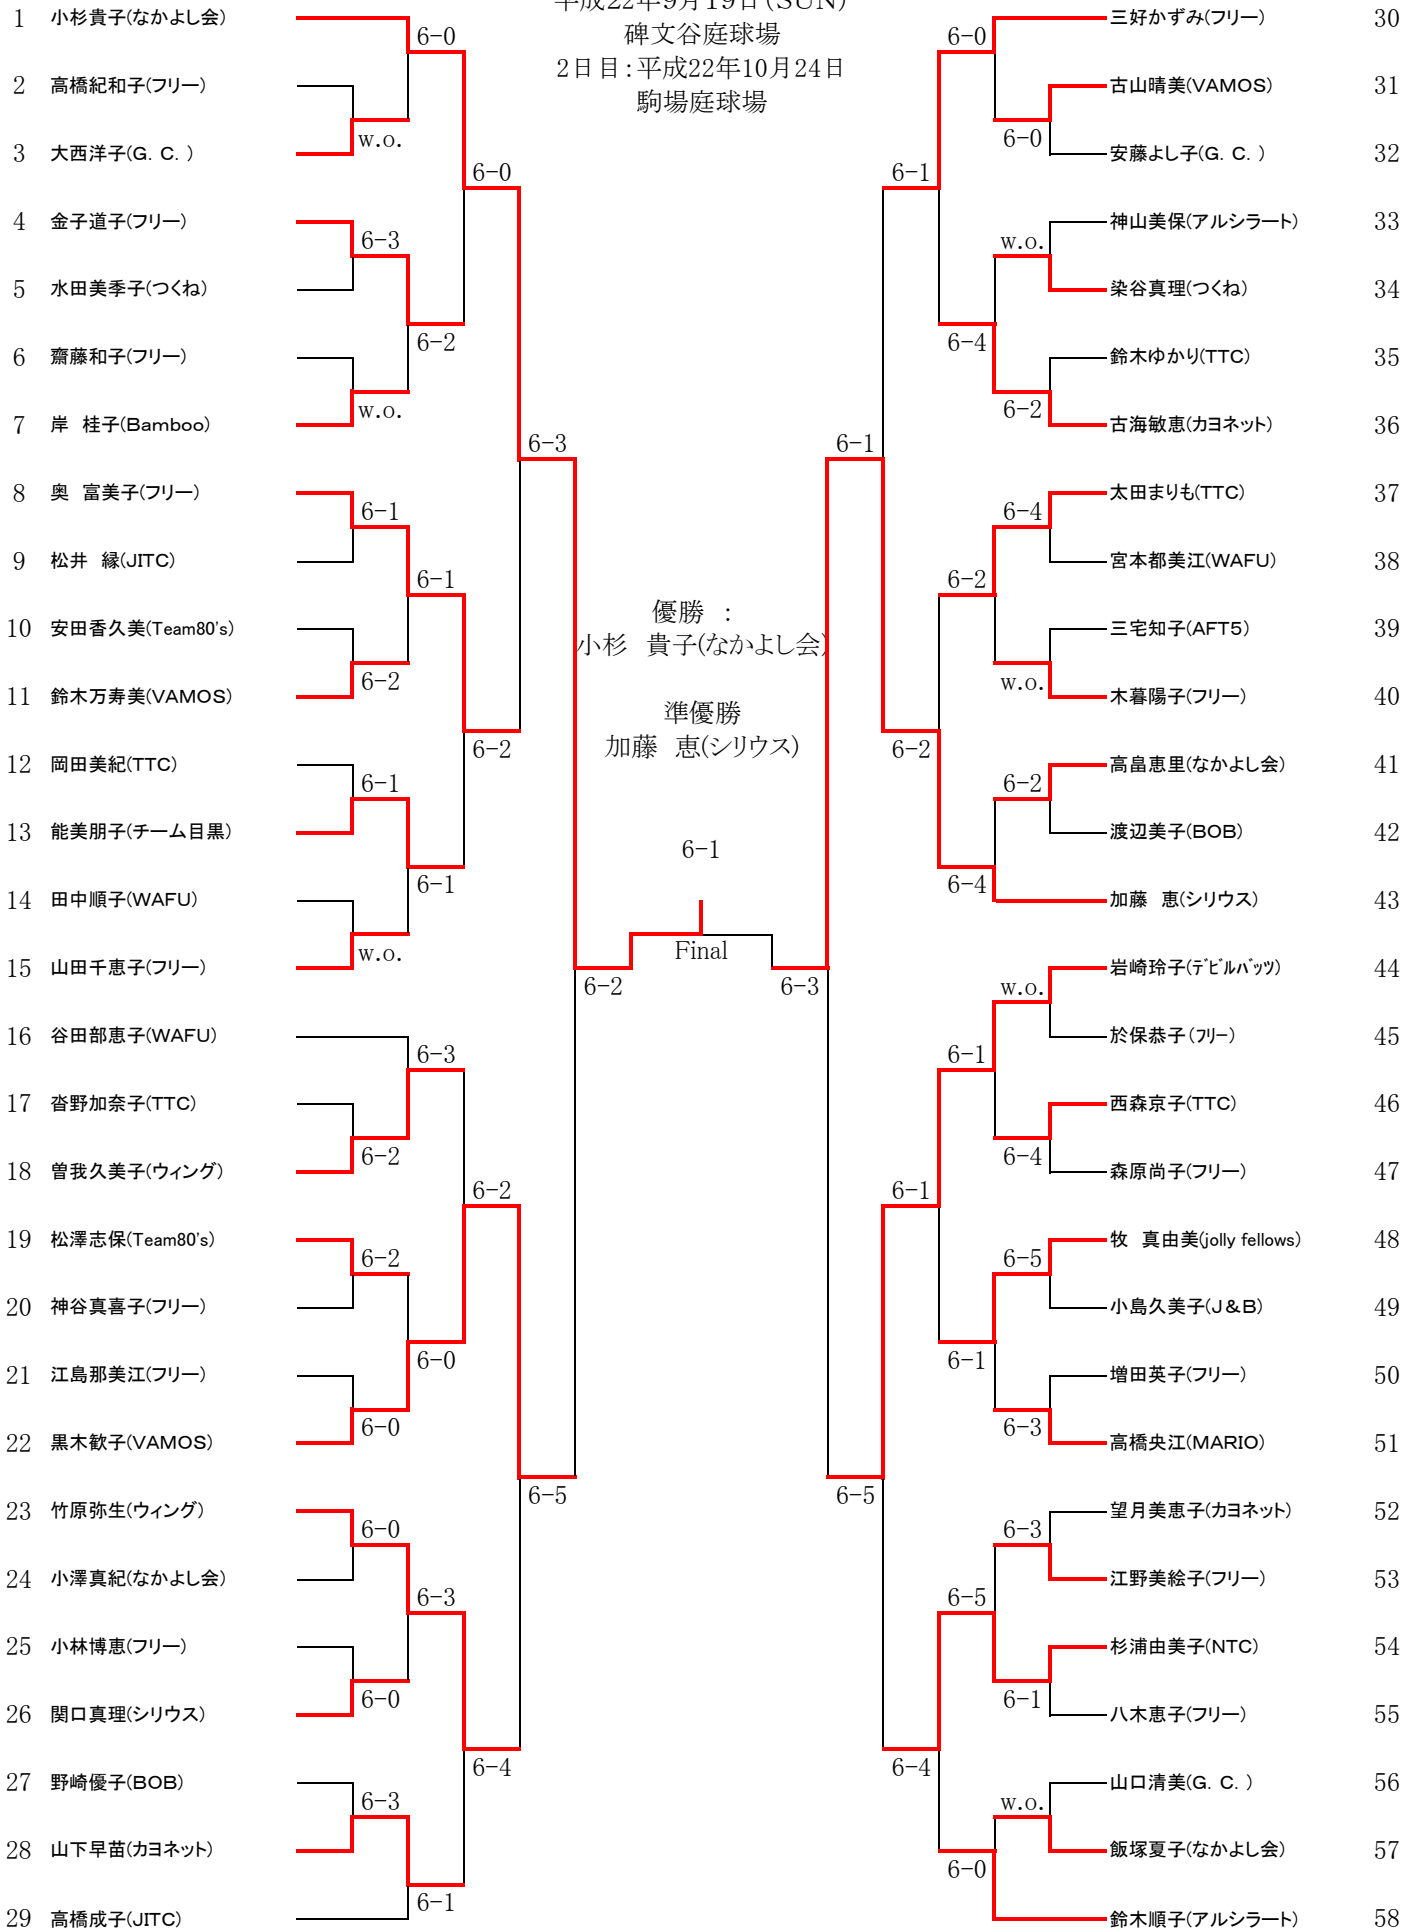 平成22年9月19日(SUN)
碑文谷庭球場
2日目:平成22年10月24日
駒場庭球場
1 小杉貴子(なかよし会)
2 高橋紀和子(フリー)
3 大西洋子(G. C. )
4 金子道子(フリー)
5 水田美季子(つくね)
6 齋藤和子(フリー)
7 岸 桂子(Bamboo)
8 奥 富美子(フリー)
9 松井 縁(JITC)
10 安田香久美(Team80's)
11 鈴木万寿美(VAMOS)
12 岡田美紀(TTC)
13 能美朋子(チーム目黒)
14 田中順子(WAFU)
15 山田千恵子(フリー)
16 谷田部恵子(WAFU)
17 沓野加奈子(TTC)
18 曽我久美子(ウィング)
19 松澤志保(Team80's)
20 神谷真喜子(フリー)
21 江島那美江(フリー)
22 黒木歓子(VAMOS)
23 竹原弥生(ウィング)
24 小澤真紀(なかよし会)
25 小林博恵(フリー)
26 関口真理(シリウス)
27 野崎優子(BOB)
28 山下早苗(カヨネット)
29 高橋成子(JITC)
w.o.
6-3
w.o.
6-1
6-2
6-1
w.o.
6-2
6-2
6-0
6-0
6-0
6-3
6-0
6-2
6-1
6-1
6-3
6-0
6-3
6-1
6-0
6-2
6-2
6-4
6-3
6-5
6-2
優勝 :
小杉 貴子(なかよし会)
準優勝
加藤 恵(シリウス)
6-1
Final
6-3
6-1
6-5
6-1
6-2
6-1
6-4
6-0
6-4
6-2
6-4
6-1
6-1
6-5
6-0
6-0
w.o.
6-2
6-4
w.o.
6-2
w.o.
6-4
6-5
6-3
6-3
6-1
w.o.
三好かずみ(フリー) 30
古山晴美(VAMOS) 31
安藤よし子(G. C. ) 32
神山美保(アルシラート) 33
染谷真理(つくね) 34
鈴木ゆかり(TTC) 35
古海敏恵(カヨネット) 36
太田まりも(TTC) 37
宮本都美江(WAFU) 38
三宅知子(AFT5) 39
木暮陽子(フリー) 40
高畠恵里(なかよし会) 41
渡辺美子(BOB) 42
加藤 恵(シリウス) 43
岩崎玲子(デビルバッツ) 44
於保恭子(フリー) 45
西森京子(TTC) 46
森原尚子(フリー) 47
牧 真由美(jolly fellows) 48
小島久美子(J&B) 49
増田英子(フリー) 50
高橋央江(MARIO) 51
望月美恵子(カヨネット) 52
江野美絵子(フリー) 53
杉浦由美子(NTC) 54
八木恵子(フリー) 55
山口清美(G. C. ) 56
飯塚夏子(なかよし会) 57
鈴木順子(アルシラート) 58